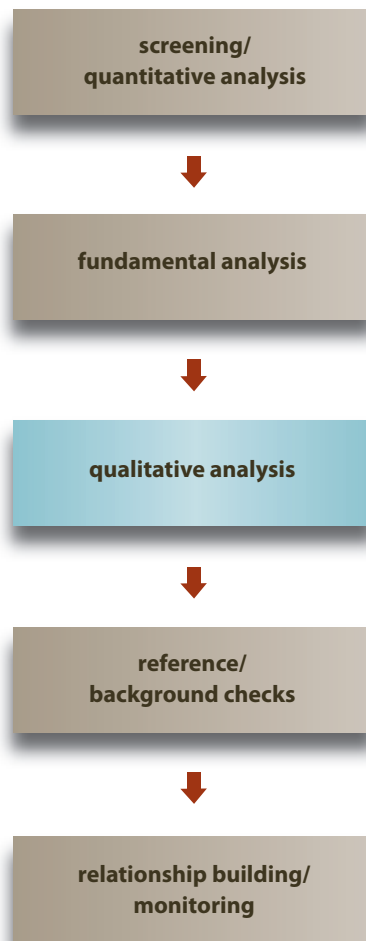 screening/
quantitative analysis
fundamental analysis
qualitative analysis
reference/
background checks
relationship building/
monitoring